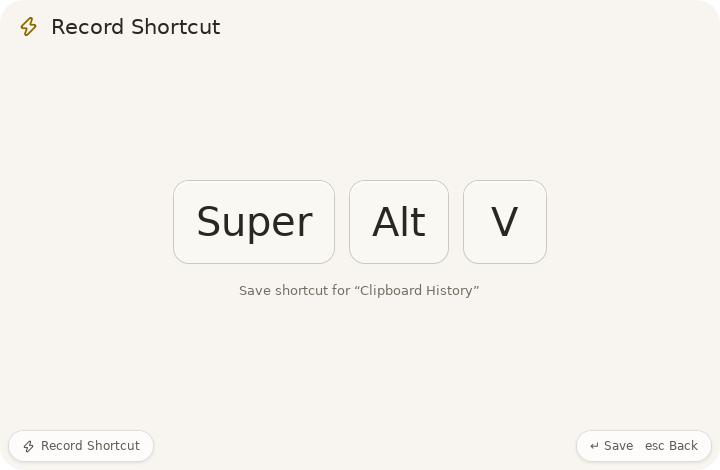 Record Shortcut
Super Alt V
Save shortcut for “Clipboard History”
Record Shortcut
↵ Save esc Back